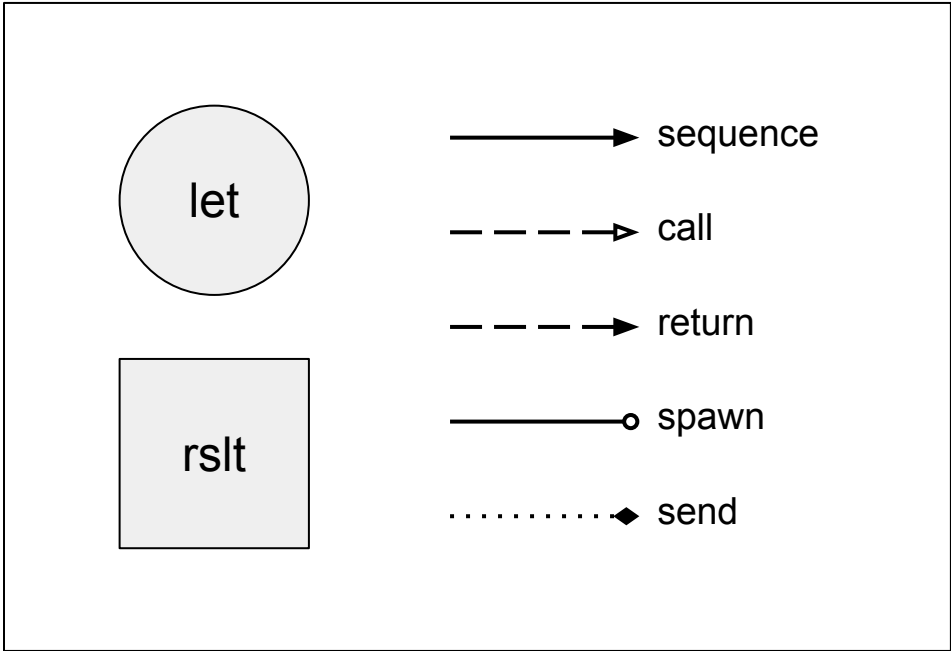 let
rslt
sequence
call
return
spawn
send